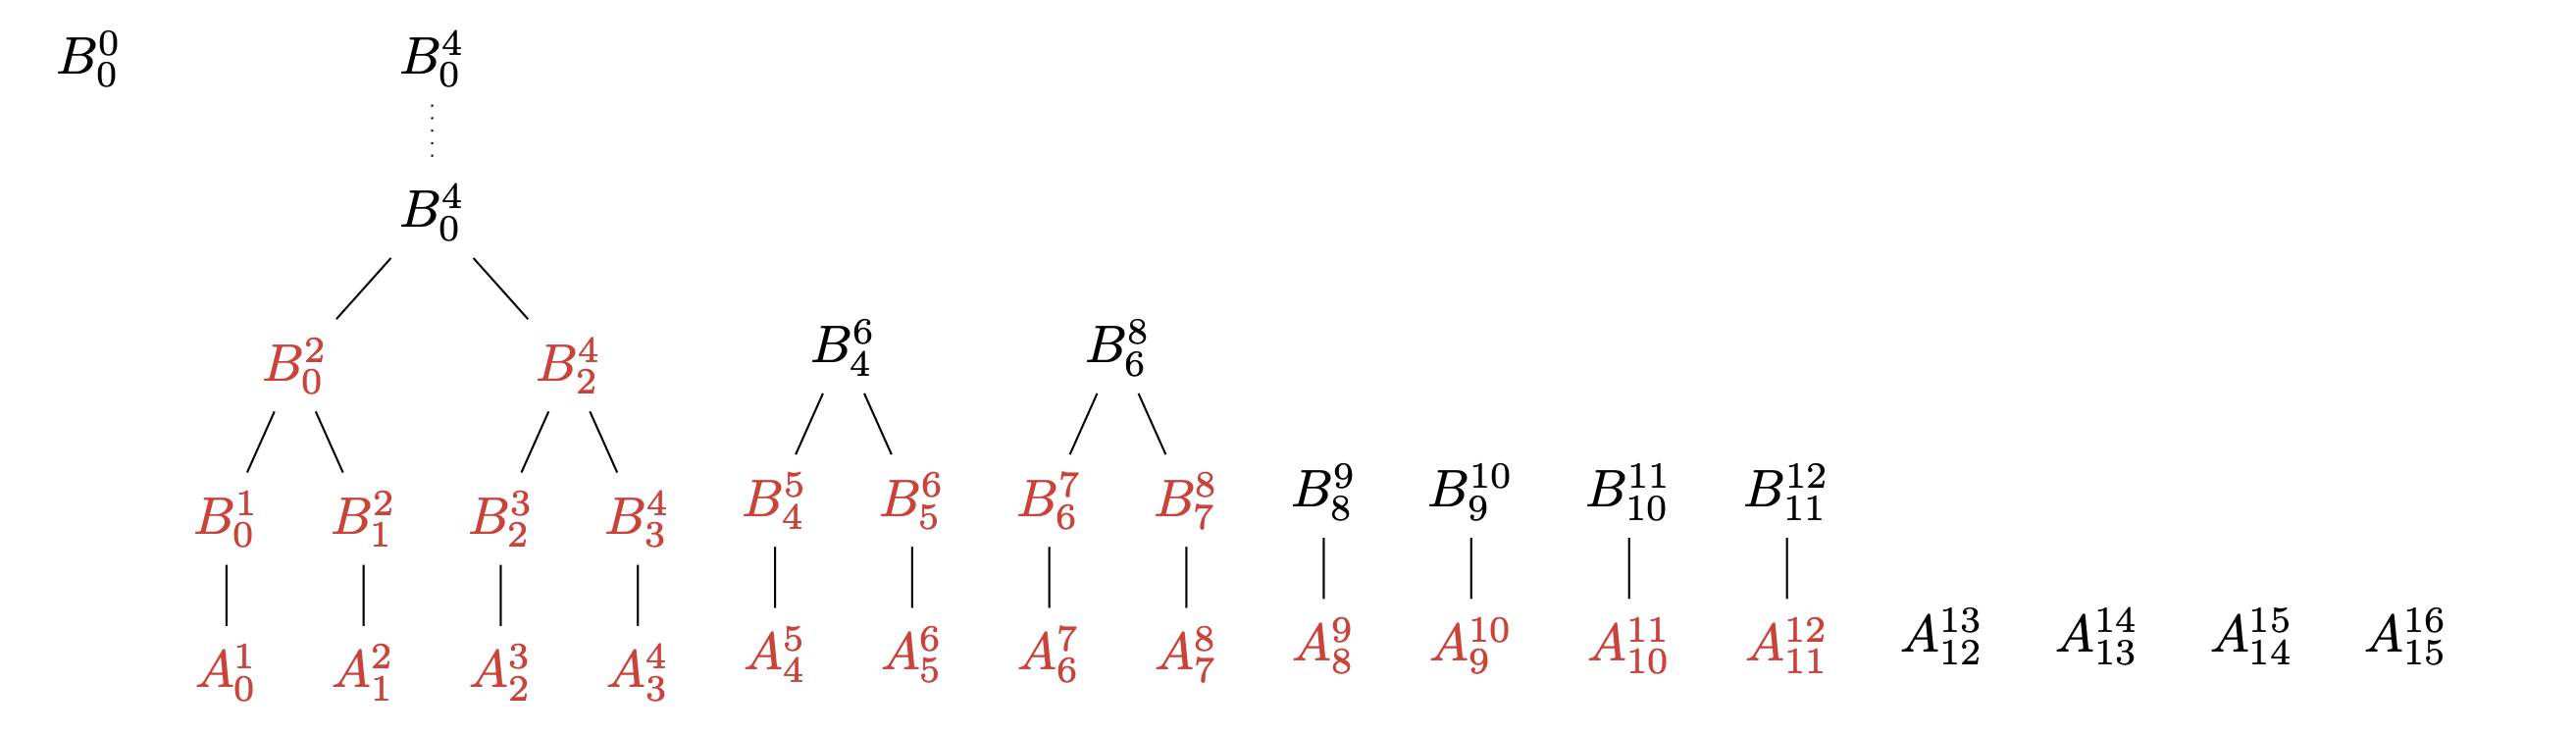 B_0^0 B_0^4
B_0^4
B_4^6 B_6^8
B_0^2 B_2^4
B_8^9 B_9^{10} B_{10}^{11} B_{11}^{12}
B_4^5 B_5^6 B_6^7 B_7^8
B_0^1 B_1^2 B_2^3 B_3^4
A_{12}^{13} A_{13}^{14} A_{14}^{15} A_{15}^{16}
A_8^9 A_9^{10} A_{10}^{11} A_{11}^{12}
A_4^5 A_5^6 A_6^7 A_7^8
A_0^1 A_1^2 A_2^3 A_3^4